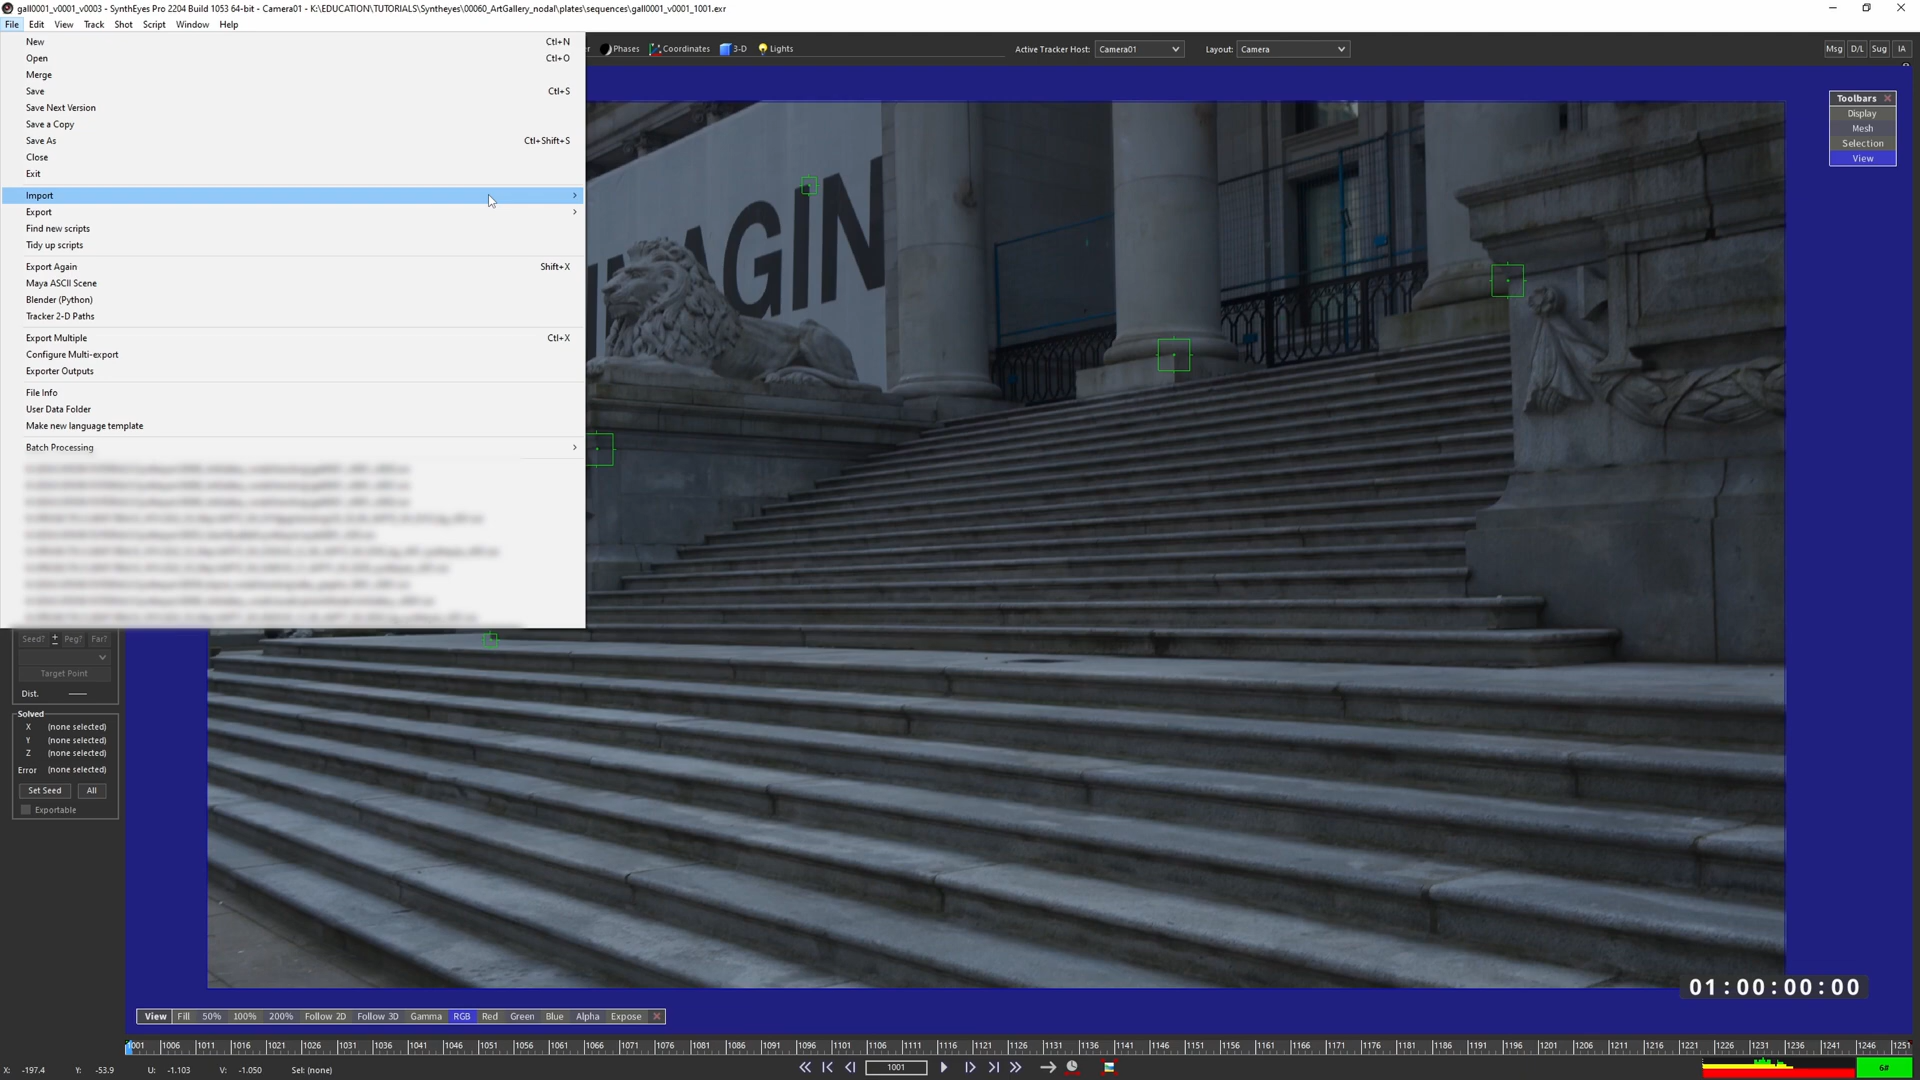 gall0001_v0001_v0003 - SynthEyes Pro 2204 Build 1053 64-bit - Camera01 - K:\EDUCATION\TUTORIALS\Syntheyes\00060_ArtGallery_nodal\plates\sequences\gall0001_v0001_1001.exr
File Edit View Track Shot Script Window Help
Phases Coordinates 3-D Lights Active Tracker Host: Camera01 Layout: Camera Msg D/L Sug IA
New Ctl+N
Open Ctl+O
Merge
Save Ctl+S
Save Next Version
Save a Copy
Save As Ctl+Shift+S
Close
Exit
Import
Export
Find new scripts
Tidy up scripts
Export Again Shift+X
Maya ASCII Scene
Blender (Python)
Tracker 2-D Paths
Export Multiple Ctl+X
Configure Multi-export
Exporter Outputs
File Info
User Data Folder
Make new language template
Batch Processing
Toolbars
Display
Mesh
Selection
View
IMAGIN
Seed? Peg? Far?
Target Point
Dist. ——
Solved
X (none selected)
Y (none selected)
Z (none selected)
Error (none selected)
Set Seed All
Exportable
01:00:00:00
View Fill 50% 100% 200% Follow 2D Follow 3D Gamma RGB Red Green Blue Alpha Expose
1001 1006 1011 1016 1021 1026 1031 1036 1041 1046 1051 1056 1061 1066 1071 1076 1081 1086 1091 1096 1101 1106 1111 1116 1121 1126 1131 1136 1141 1146 1151 1156 1161 1166 1171 1176 1181 1186 1191 1196 1201 1206 1211 1216 1221 1226 1231 1236 1241 1246 1251
X: -197.4 Y: -53.9 U: -1.103 V: -1.050 Sel: (none) 1001 6#